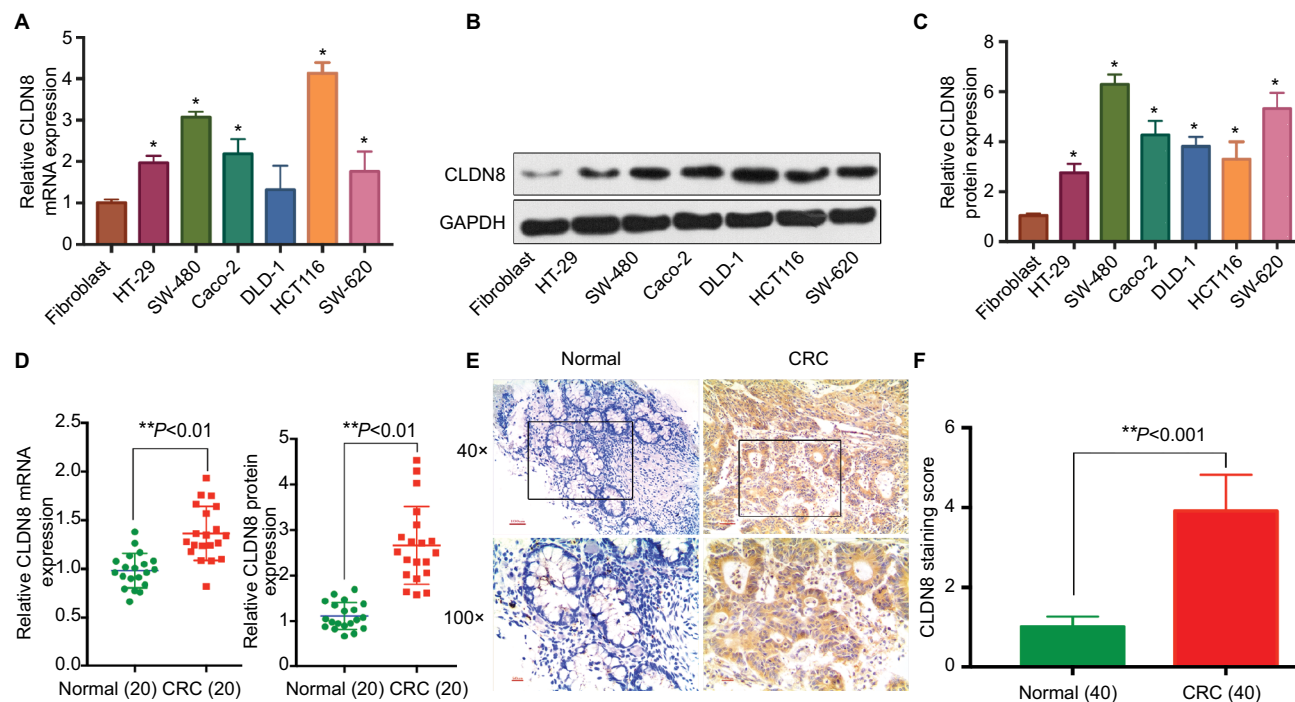 A
Relative CLDN8
mRNA expression
5
4
3
2
1
0
*
*
*
*
*
Fibroblast
HT-29
SW-480
Caco-2
DLD-1
HCT116
SW-620
B
CLDN8
GAPDH
Fibroblast
HT-29
SW-480
Caco-2
DLD-1
HCT116
SW-620
C
Relative CLDN8
protein expression
8
6
4
2
0
*
*
*
*
*
*
Fibroblast
HT-29
SW-480
Caco-2
DLD-1
HCT116
SW-620
D
Relative CLDN8 mRNA
expression
2.5
2.0
1.5
1.0
0.5
0.0
**P<0.01
Normal (20) CRC (20)
Relative CLDN8 protein
expression
5
4
3
2
1
0
**P<0.01
Normal (20) CRC (20)
E
Normal
CRC
40×
100×
F
CLDN8 staining score
6
4
2
0
**P<0.001
Normal (40)
CRC (40)